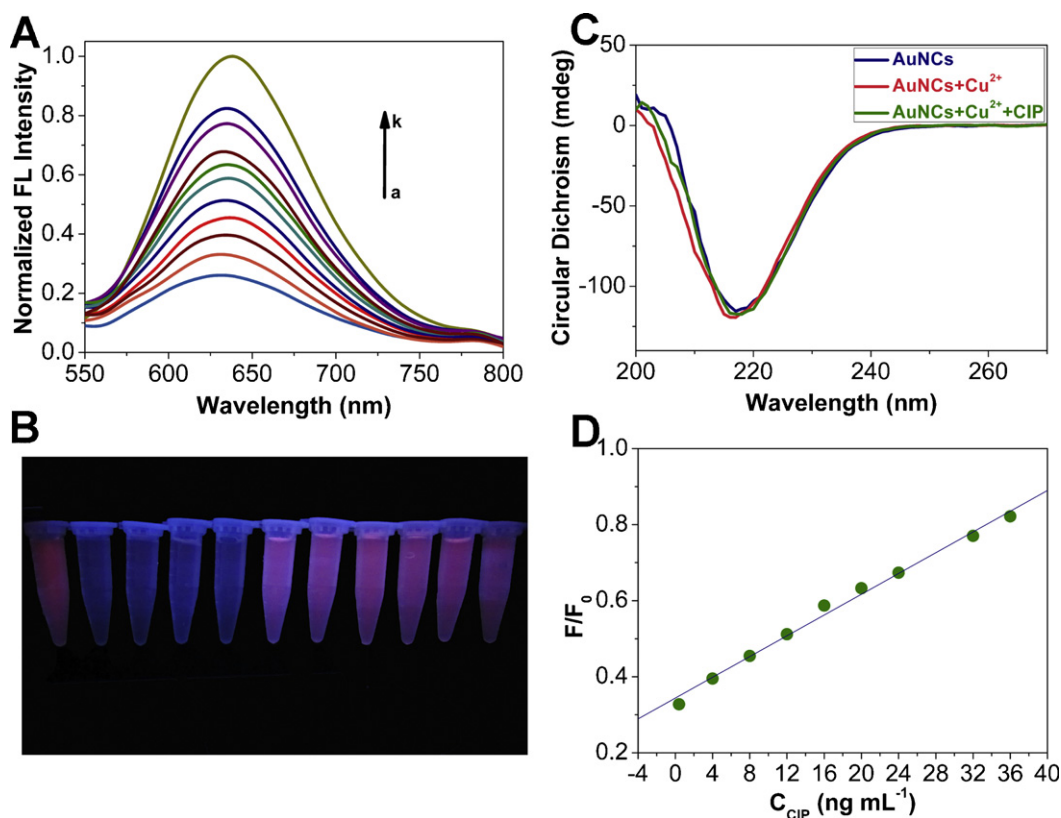 A
Normalized FL Intensity
1.0
0.8
0.6
0.4
0.2
0.0
k
a
550 600 650 700 750 800
Wavelength (nm)
B
C
Circular Dichroism (mdeg)
50
0
-50
-100
AuNCs
AuNCs+Cu²⁺
AuNCs+Cu²⁺+CIP
200 220 240 260
Wavelength (nm)
D
F/F₀
1.0
0.8
0.6
0.4
0.2
-4 0 4 8 12 16 20 24 28 32 36 40
C_CIP (ng mL⁻¹)